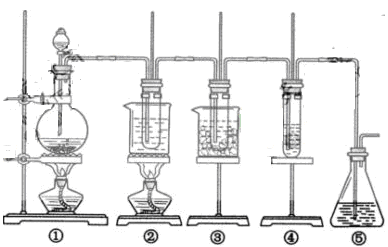 ① ② ③ ④ ⑤